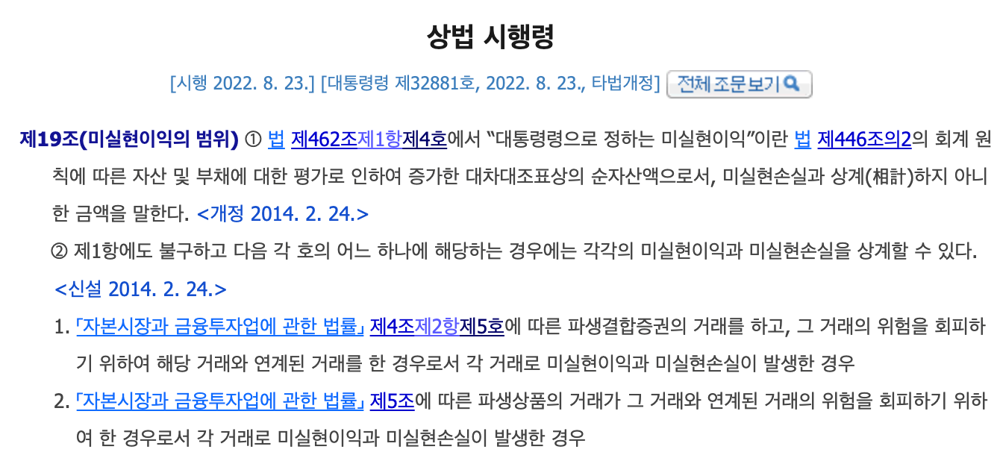 상법 시행령
[시행 2022. 8. 23.] [대통령령 제32881호, 2022. 8. 23., 타법개정] 전체조문보기
제19조(미실현이익의 범위) ① 법 제462조제1항제4호에서 “대통령령으로 정하는 미실현이익”이란 법 제446조의2의 회계 원
칙에 따른 자산 및 부채에 대한 평가로 인하여 증가한 대차대조표상의 순자산액으로서, 미실현손실과 상계(相計)하지 아니
한 금액을 말한다. <개정 2014. 2. 24.>
② 제1항에도 불구하고 다음 각 호의 어느 하나에 해당하는 경우에는 각각의 미실현이익과 미실현손실을 상계할 수 있다.
<신설 2014. 2. 24.>
1. 「자본시장과 금융투자업에 관한 법률」 제4조제2항제5호에 따른 파생결합증권의 거래를 하고, 그 거래의 위험을 회피하
기 위하여 해당 거래와 연계된 거래를 한 경우로서 각 거래로 미실현이익과 미실현손실이 발생한 경우
2. 「자본시장과 금융투자업에 관한 법률」 제5조에 따른 파생상품의 거래가 그 거래와 연계된 거래의 위험을 회피하기 위하
여 한 경우로서 각 거래로 미실현이익과 미실현손실이 발생한 경우